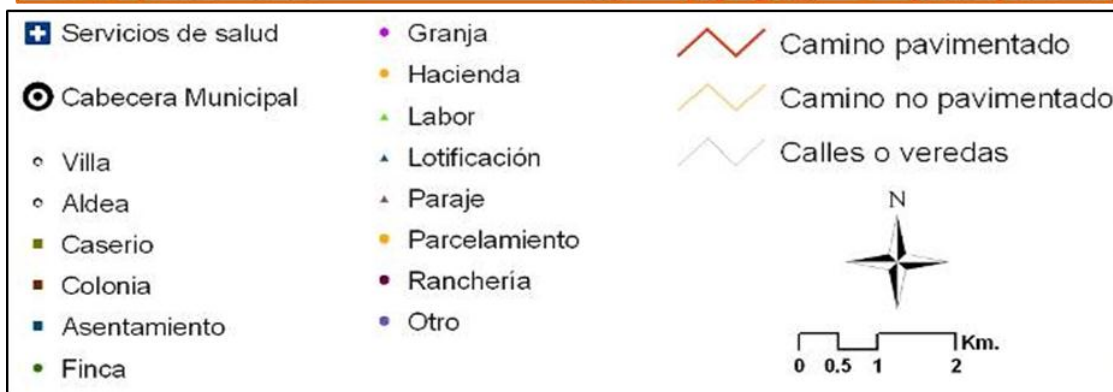 Servicios de salud
Cabecera Municipal
Villa
Aldea
Caserio
Colonia
Asentamiento
Finca
Granja
Hacienda
Labor
Lotificación
Paraje
Parcelamiento
Ranchería
Otro
Camino pavimentado
Camino no pavimentado
Calles o veredas
N
Km.
0 0.5 1 2